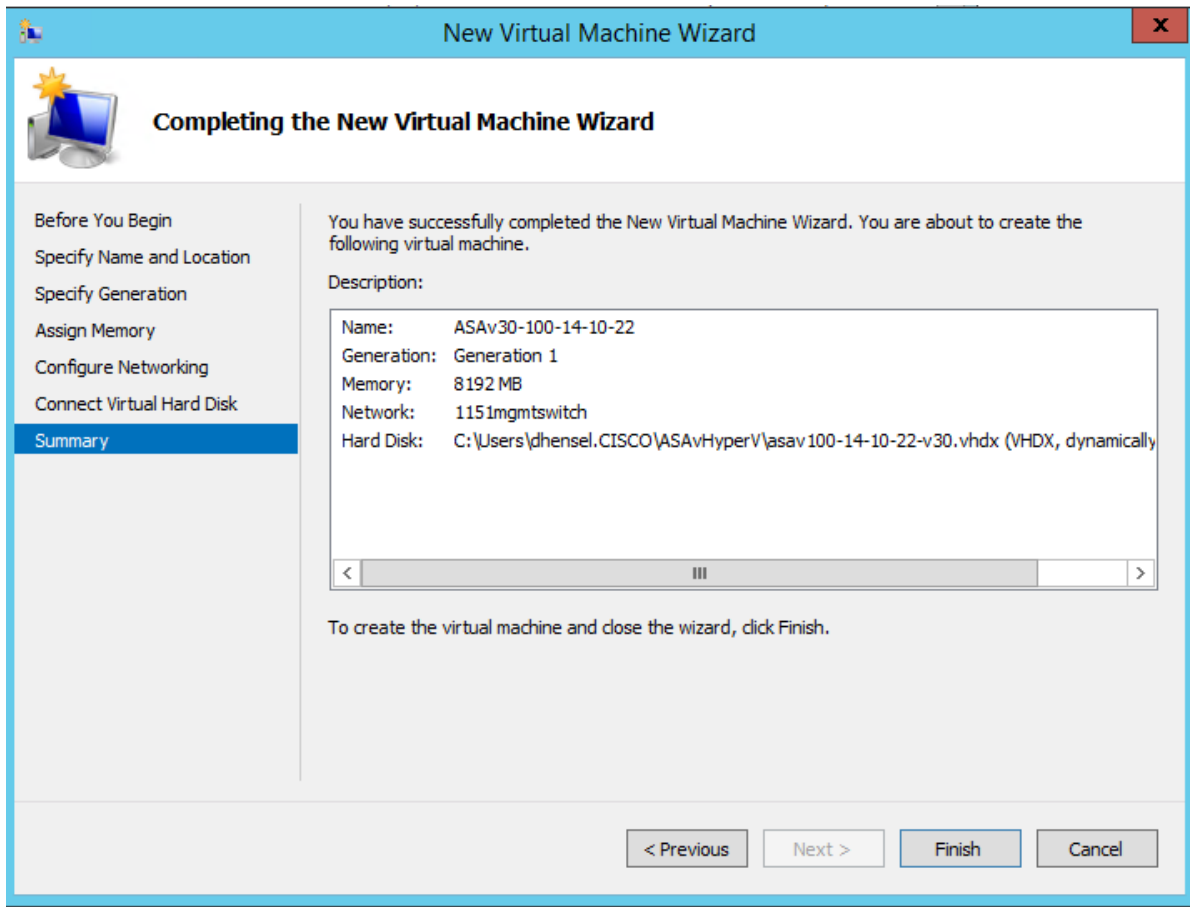 New Virtual Machine Wizard
X
Completing the New Virtual Machine Wizard
Before You Begin
Specify Name and Location
Specify Generation
Assign Memory
Configure Networking
Connect Virtual Hard Disk
Summary
You have successfully completed the New Virtual Machine Wizard. You are about to create the
following virtual machine.
Description:
Name: ASAv30-100-14-10-22
Generation: Generation 1
Memory: 8192 MB
Network: 1151mgmtswitch
Hard Disk: C:\Users\dhensel.CISCO\ASAvHyperV\asav100-14-10-22-v30.vhdx (VHDX, dynamically
To create the virtual machine and close the wizard, click Finish.
< Previous Next > Finish Cancel